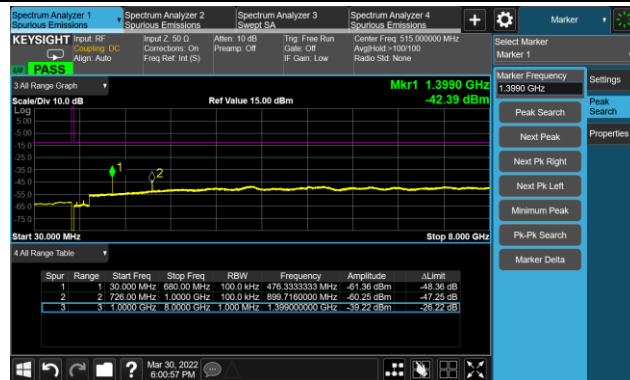 Spectrum Analyzer 1
Spurious Emissions
Spectrum Analyzer 2
Spurious Emissions
Spectrum Analyzer 3
Swept SA
Spectrum Analyzer 4
Spurious Emissions
+
Marker
KEYSIGHT
Input: RF
Coupling: DC
Align: Auto
Input Z: 50 Ω
Corrections: On
Freq Ref: Int (S)
Atten: 10 dB
Preamp: Off
Trig: Free Run
Gate: Off
IF Gain: Low
Center Freq: 515.000000 MHz
Avg|Hold:>100/100
Radio Std: None
LM PASS
3 All Range Graph
Mkr1 1.3990 GHz
Scale/Div 10.0 dB
Ref Value 15.00 dBm
-42.39 dBm
Log
5.00
-5.00
-15.0
-25.0
-35.0
-45.0
-55.0
-65.0
-75.0
1
2
Start 30.000 MHz
Stop 8.000 GHz
4 All Range Table
Spur Range Start Freq Stop Freq RBW Frequency Amplitude ΔLimit
1 1 30.000 MHz 680.00 MHz 100.0 kHz 476.3333333 MHz -61.36 dBm -48.36 dB
2 2 726.00 MHz 1.0000 GHz 100.0 kHz 899.7160000 MHz -60.25 dBm -47.25 dB
3 3 1.0000 GHz 8.0000 GHz 1.000 MHz 1.399000000 GHz -39.22 dBm -26.22 dB
Select Marker
Marker 1
Marker Frequency
1.3990 GHz
Peak Search
Next Peak
Next Pk Right
Next Pk Left
Minimum Peak
Pk-Pk Search
Marker Delta
Settings
Peak
Search
Properties
?
Mar 30, 2022
6:00:57 PM